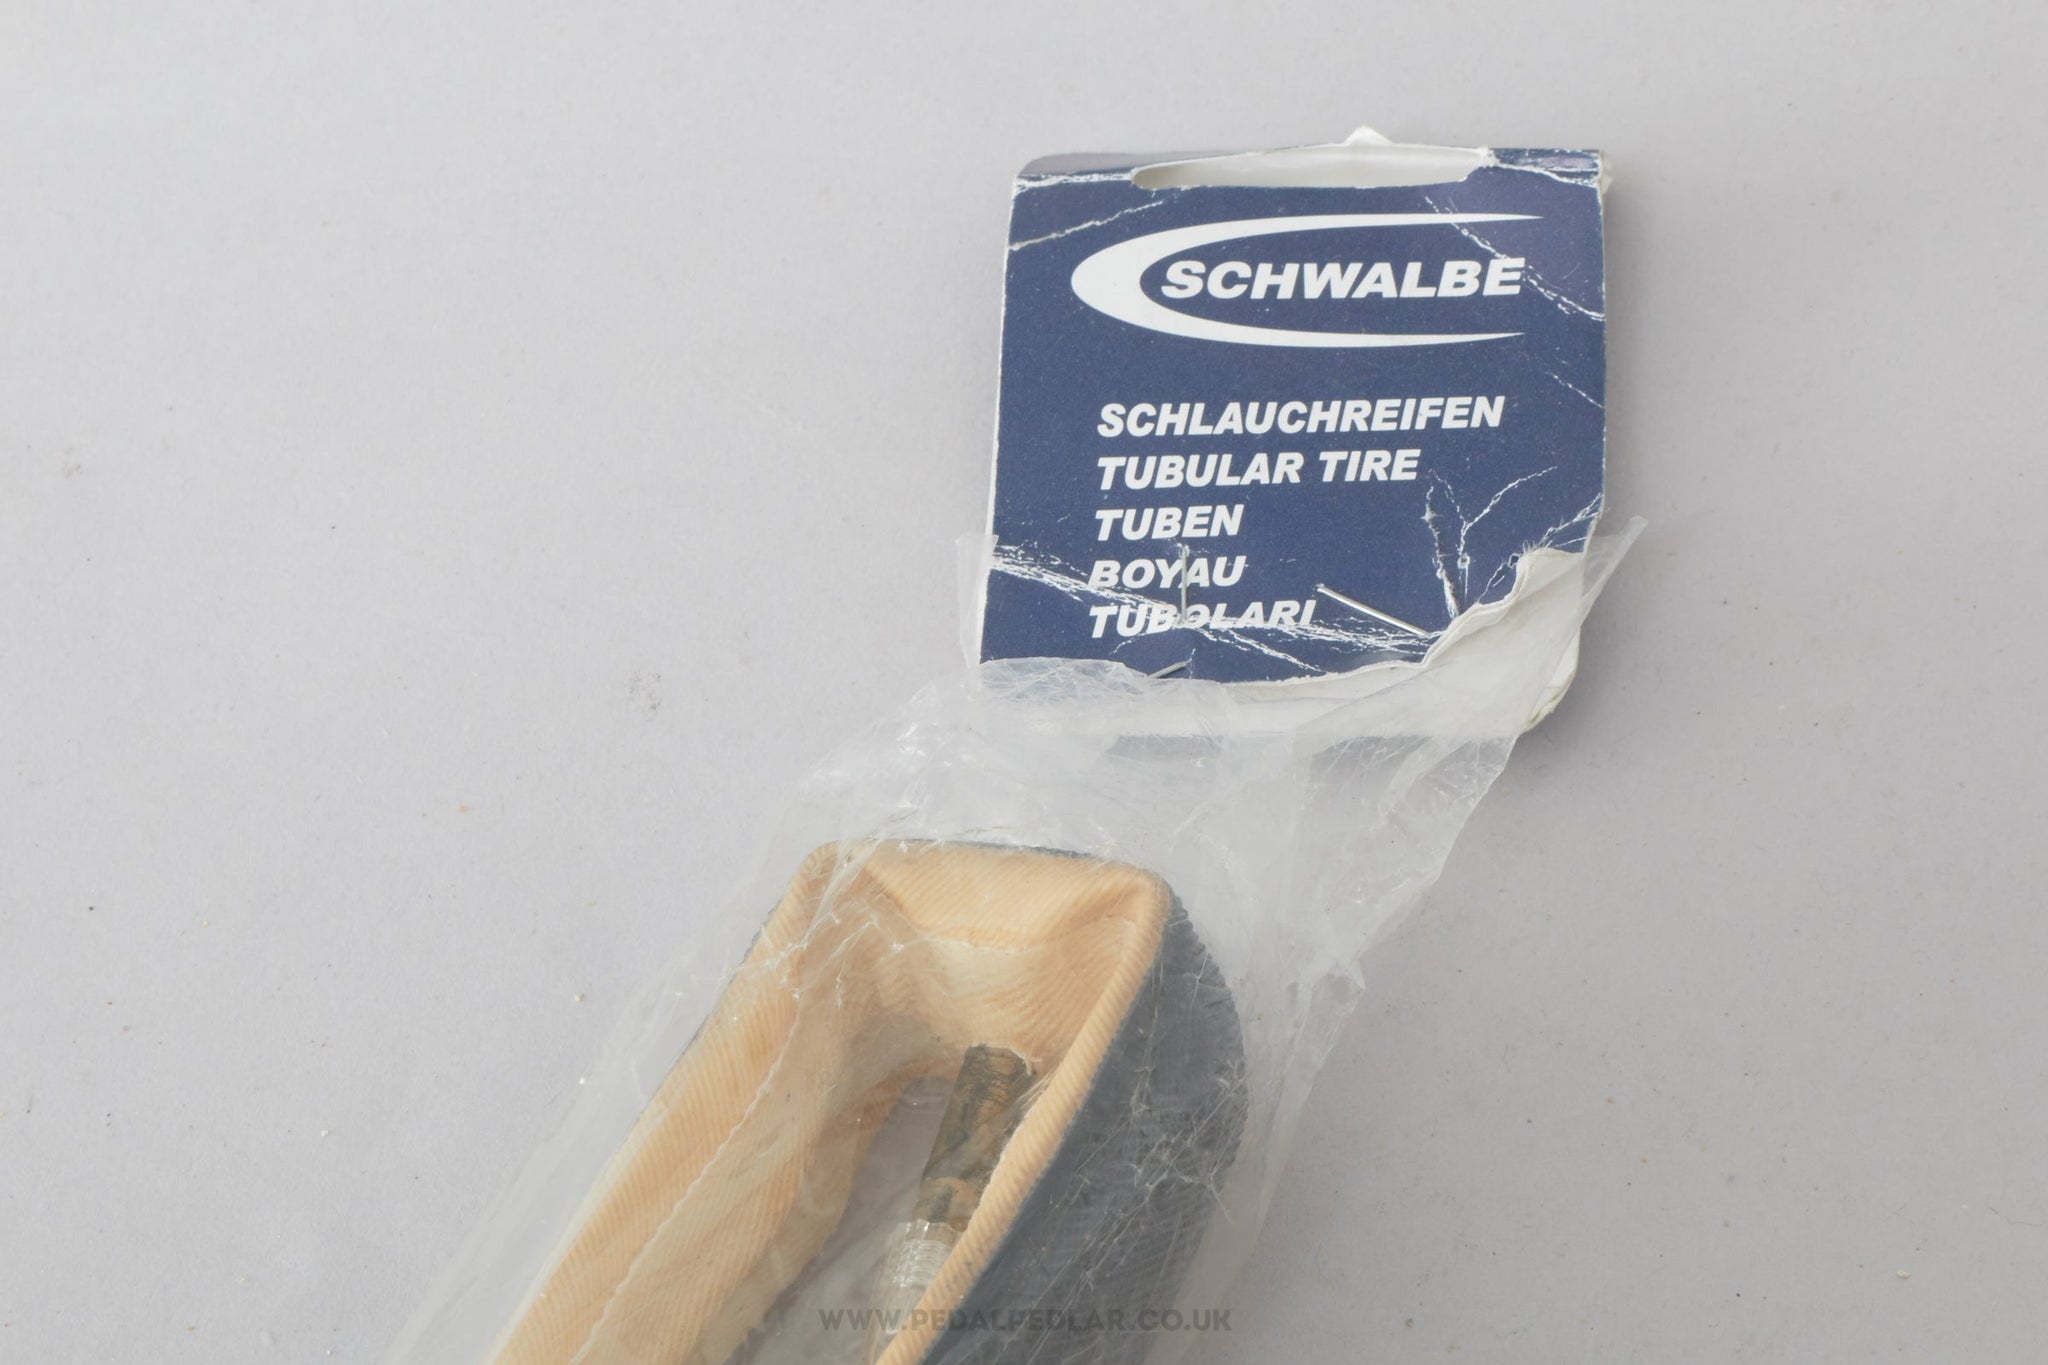 SCHWALBE
SCHLAUCHREIFEN
TUBULAR TIRE
TUBEN
BOYAU
TUBOLARI
WWW.PEDALPEDLAR.CO.UK